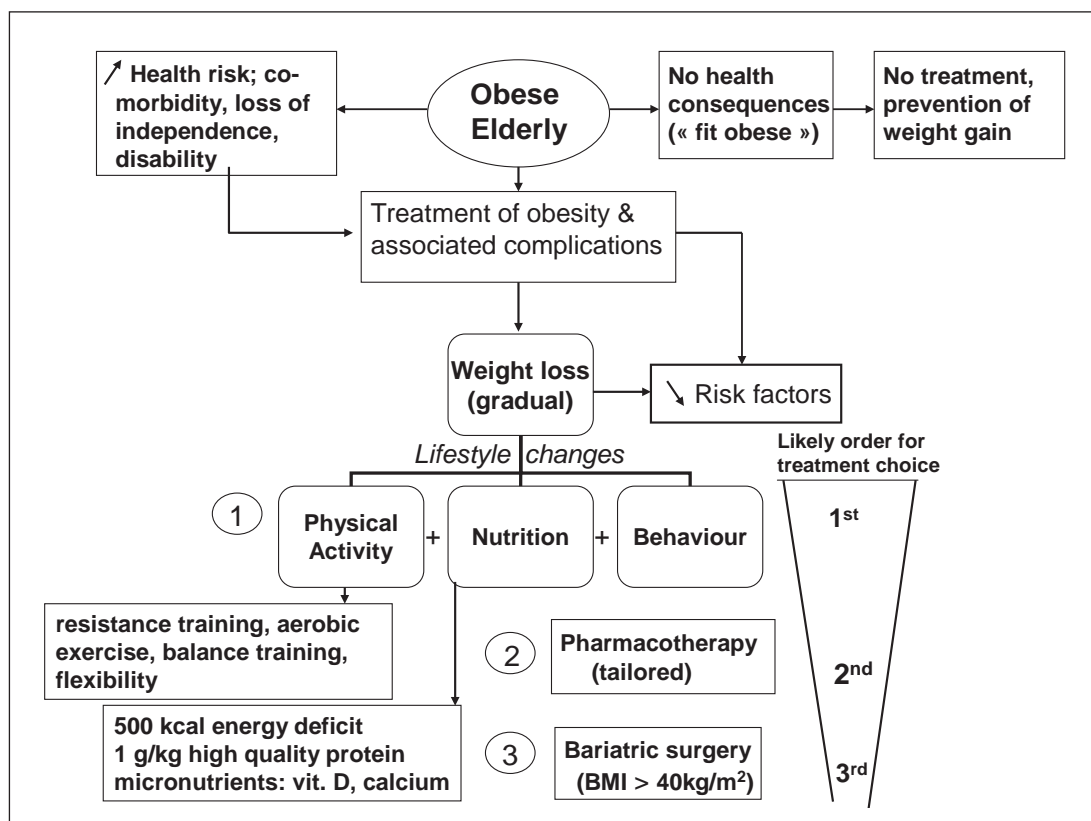 ↗ Health risk; co-
morbidity, loss of
independence,
disability
Obese
Elderly
No health
consequences
(« fit obese »)
No treatment,
prevention of
weight gain
Treatment of obesity &
associated complications
Weight loss
(gradual)
↘ Risk factors
Lifestyle changes
Likely order for
treatment choice
1
Physical
Activity
+
Nutrition
+
Behaviour
1st
resistance training, aerobic
exercise, balance training,
flexibility
2
Pharmacotherapy
(tailored)
2nd
500 kcal energy deficit
1 g/kg high quality protein
micronutrients: vit. D, calcium
3
Bariatric surgery
(BMI > 40kg/m²)
3rd